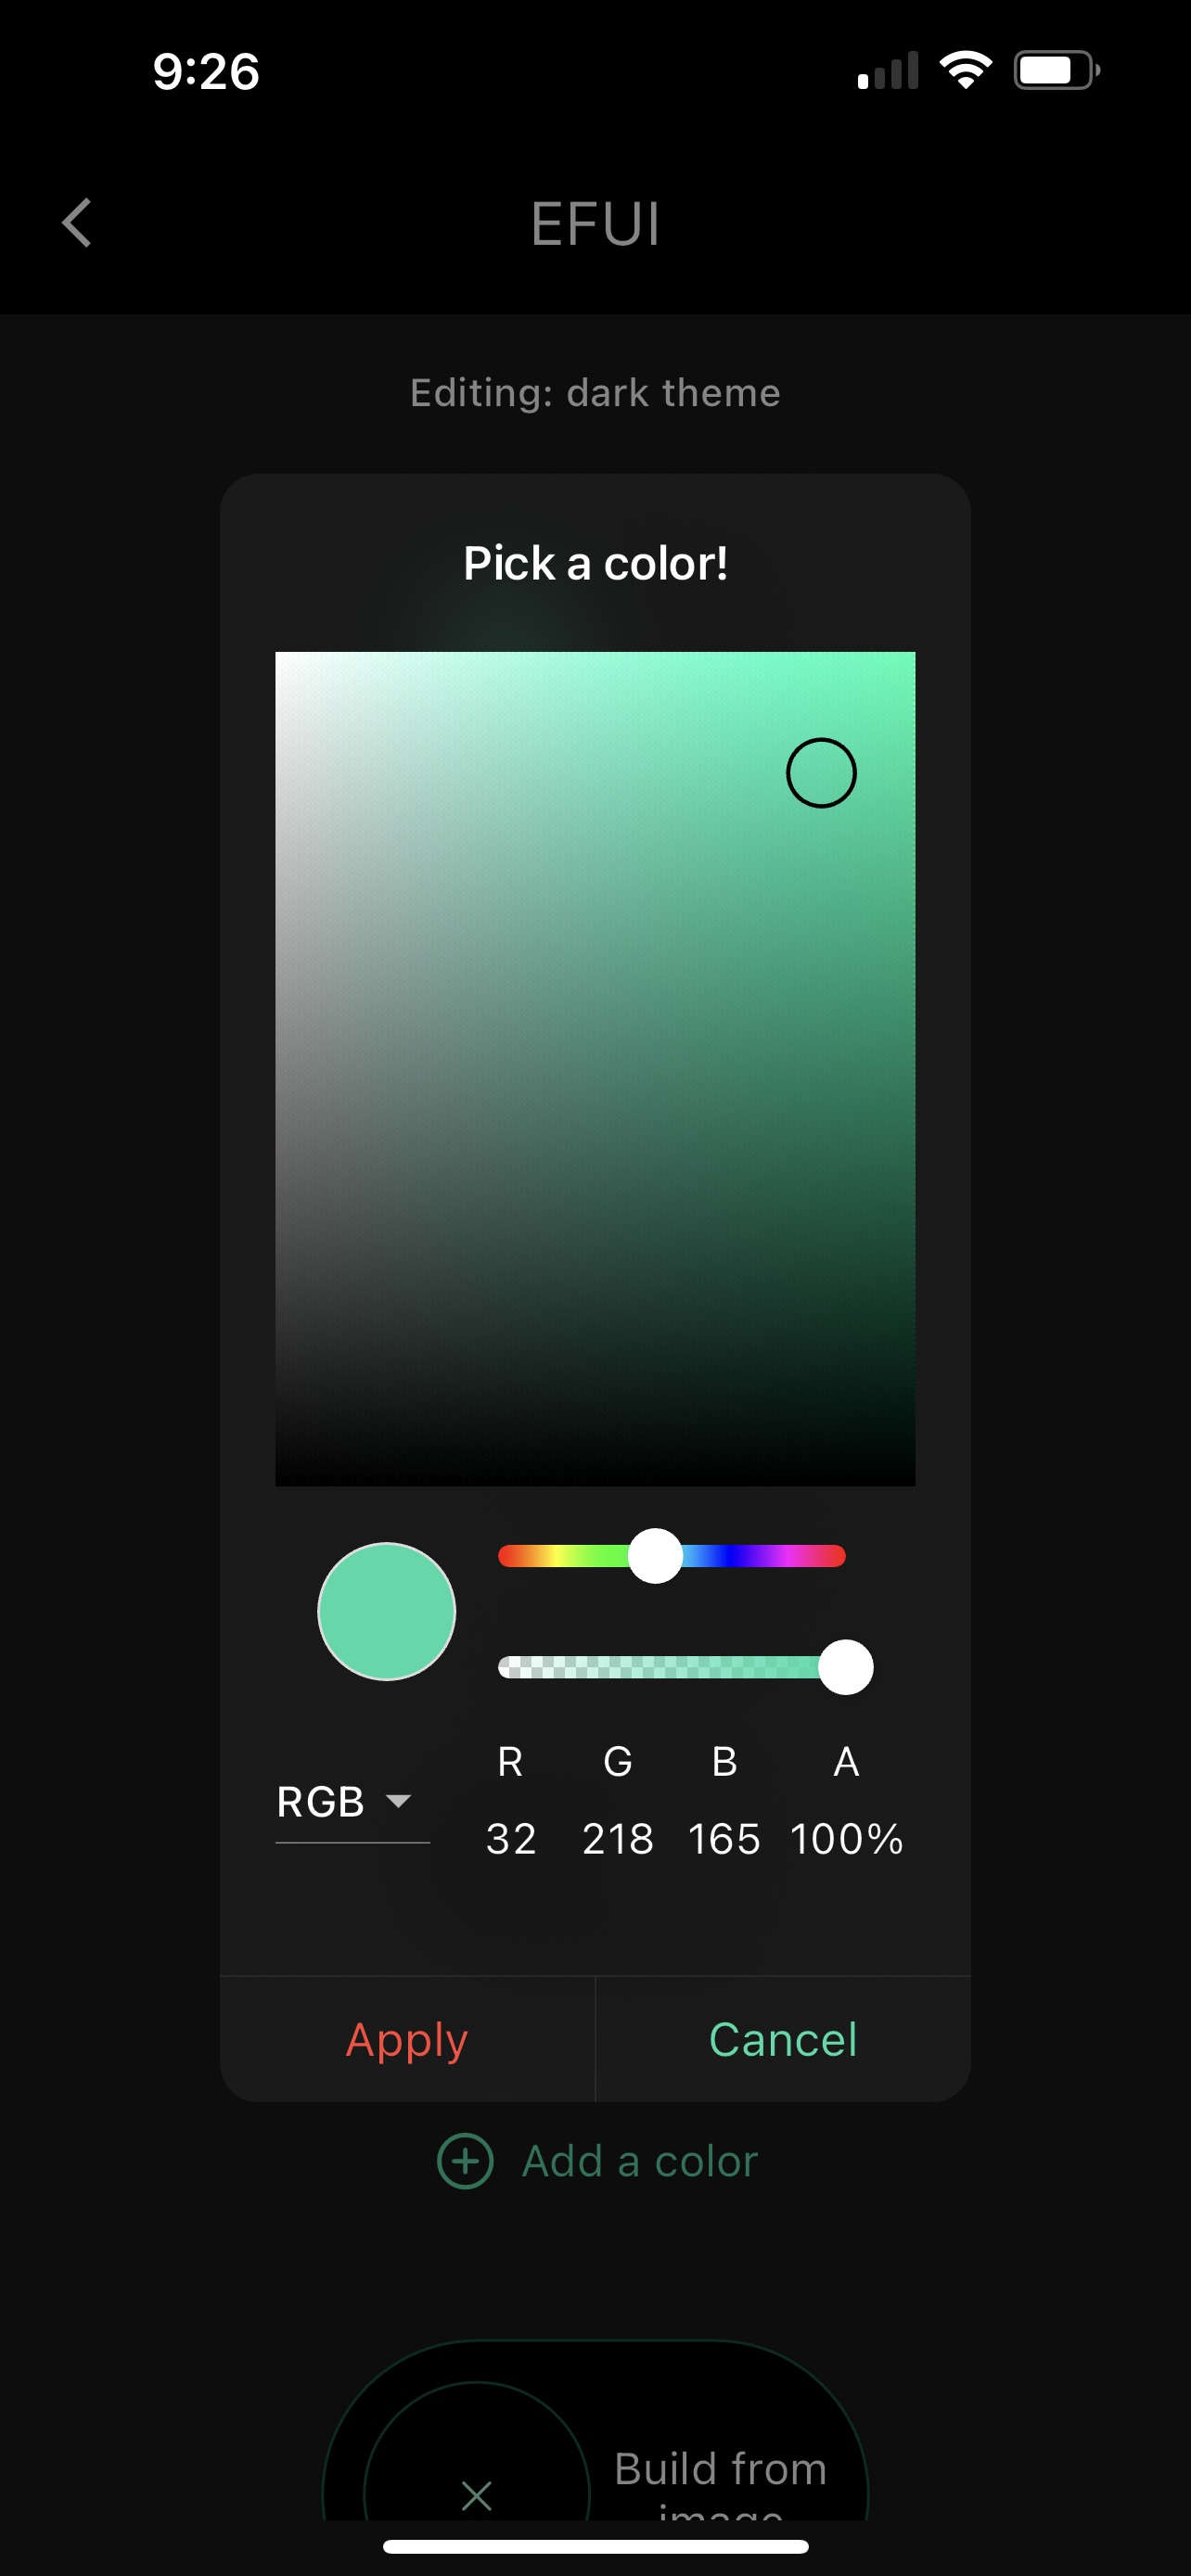 9:26
EFUI
Editing: dark theme
Pick a color!
R G B A
RGB
32 218 165 100%
Apply Cancel
Add a color
Build from
image